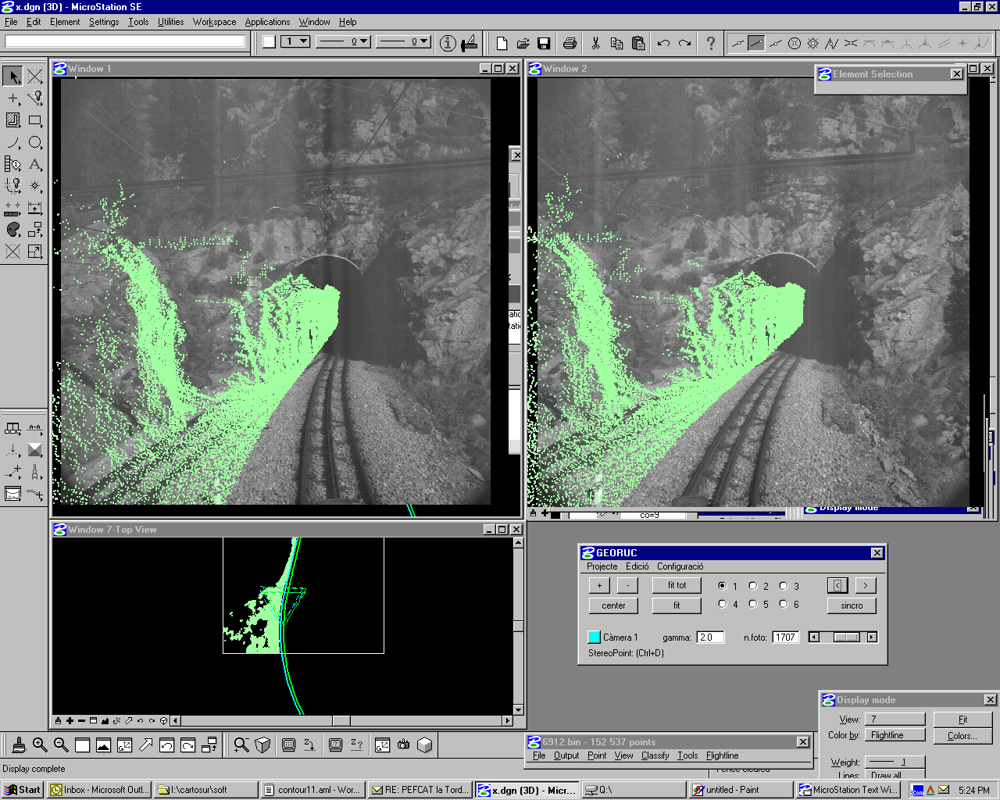 x.dgn (3D) - MicroStation SE
File Edit Element Settings Tools Utilities Workspace Applications Window Help
1 0 0
Window 1
Window 2
Element Selection
co=9
Display mode
Window 7-Top View
GEORUC
Projecte Edició Configuració
+ - fit tot 1 2 3 < >
center fit 4 5 6 sincro
Càmera 1 gamma: 2.0 n.foto: 1707
StereoPoint: (Ctrl+D)
Display mode
View: 7 Fit
Color by: Flightline Colors...
Weight: 1
Lines: Draw all
6912.bin - 152 537 points
File Output Point View Classify Tools Flightline
Display complete
Fence cleared
Start Inbox - Microsoft Outl... I:\cartosur\soft contour11.aml - Wor... RE: PEFCAT la Tord... x.dgn (3D) - Micr... Q:\ untitled - Paint MicroStation Text Wi... 5:24 PM